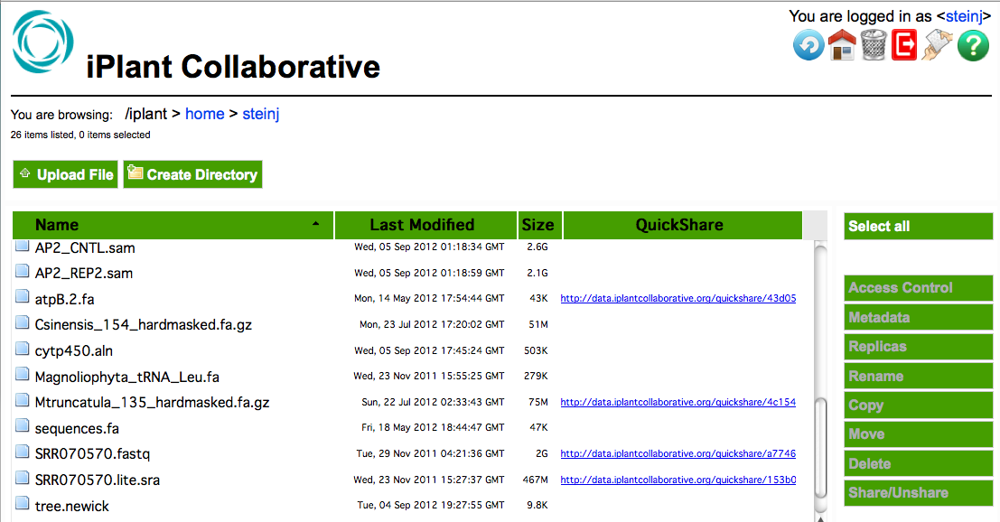 You are logged in as <steinj>
iPlant Collaborative
?
You are browsing: /iplant > home > steinj
26 items listed, 0 items selected
Upload File Create Directory
Name Last Modified Size QuickShare
Select all
AP2_CNTL.sam Wed, 05 Sep 2012 01:18:34 GMT 2.6G
AP2_REP2.sam Wed, 05 Sep 2012 01:18:59 GMT 2.1G
atpB.2.fa Mon, 14 May 2012 17:54:44 GMT 43K http://data.iplantcollaborative.org/quickshare/43d05
Csinensis_154_hardmasked.fa.gz Mon, 23 Jul 2012 17:20:02 GMT 51M
cytp450.aln Wed, 05 Sep 2012 17:45:24 GMT 503K
Magnoliophyta_tRNA_Leu.fa Wed, 23 Nov 2011 15:55:25 GMT 279K
Mtruncatula_135_hardmasked.fa.gz Sun, 22 Jul 2012 02:33:43 GMT 75M http://data.iplantcollaborative.org/quickshare/4c154
sequences.fa Fri, 18 May 2012 18:44:47 GMT 47K
SRR070570.fastq Tue, 29 Nov 2011 04:21:36 GMT 2G http://data.iplantcollaborative.org/quickshare/a7746
SRR070570.lite.sra Wed, 23 Nov 2011 15:27:37 GMT 467M http://data.iplantcollaborative.org/quickshare/153b0
tree.newick Tue, 04 Sep 2012 19:27:55 GMT 9.8K
Access Control
Metadata
Replicas
Rename
Copy
Move
Delete
Share/Unshare